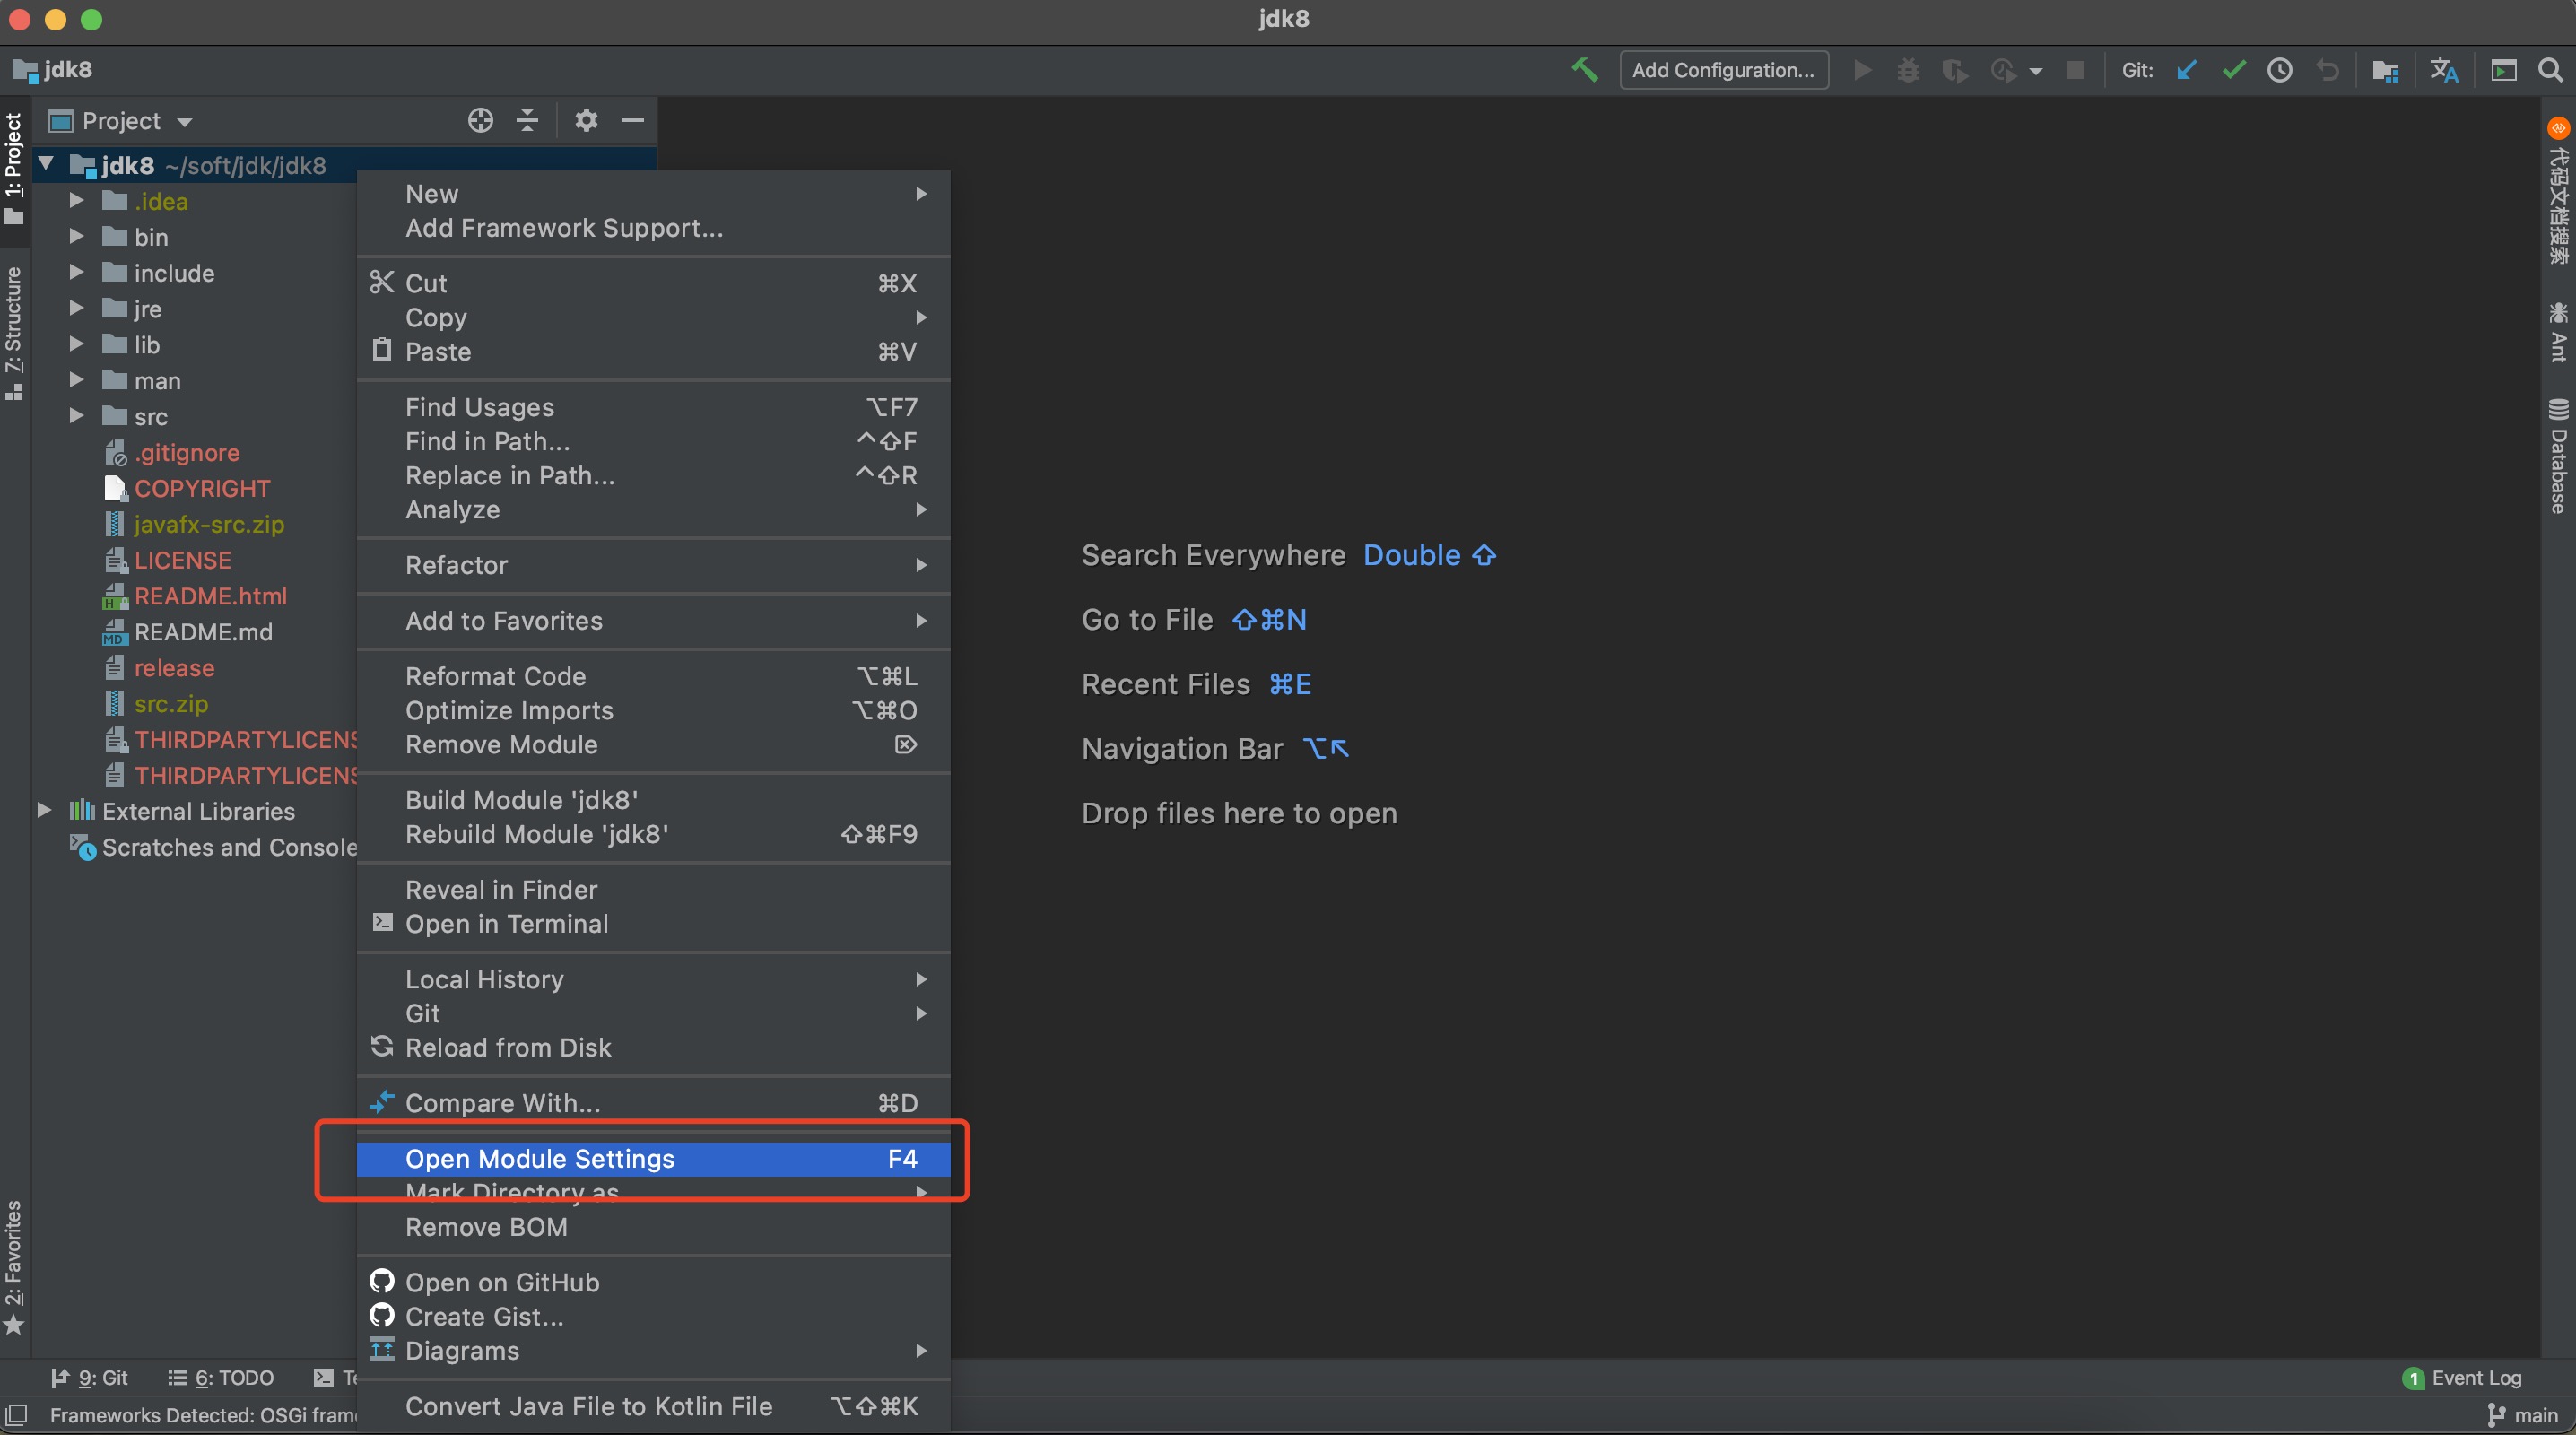 jdk8
jdk8
Add Configuration...
Git:
1: Project
Z: Structure
2: Favorites
Project
jdk8 ~/soft/jdk/jdk8
.idea
bin
include
jre
lib
man
src
.gitignore
COPYRIGHT
javafx-src.zip
LICENSE
README.html
README.md
release
src.zip
THIRDPARTYLICENS
THIRDPARTYLICENS
External Libraries
Scratches and Console
New
Add Framework Support...
Cut ⌘X
Copy
Paste ⌘V
Find Usages ⌥F7
Find in Path... ^⇧F
Replace in Path... ^⇧R
Analyze
Refactor
Add to Favorites
Reformat Code ⌥⌘L
Optimize Imports ⌥⌘O
Remove Module ⌦
Build Module 'jdk8'
Rebuild Module 'jdk8' ⇧⌘F9
Reveal in Finder
Open in Terminal
Local History
Git
Reload from Disk
Compare With... ⌘D
Open Module Settings F4
Mark Directory as
Remove BOM
Open on GitHub
Create Gist...
Diagrams
Convert Java File to Kotlin File ⌥⇧⌘K
Search Everywhere Double ⇧
Go to File ⇧⌘N
Recent Files ⌘E
Navigation Bar ⌥↖
Drop files here to open
代码文档搜索
Ant
Database
9: Git
6: TODO
Te
1 Event Log
Frameworks Detected: OSGi frame
main